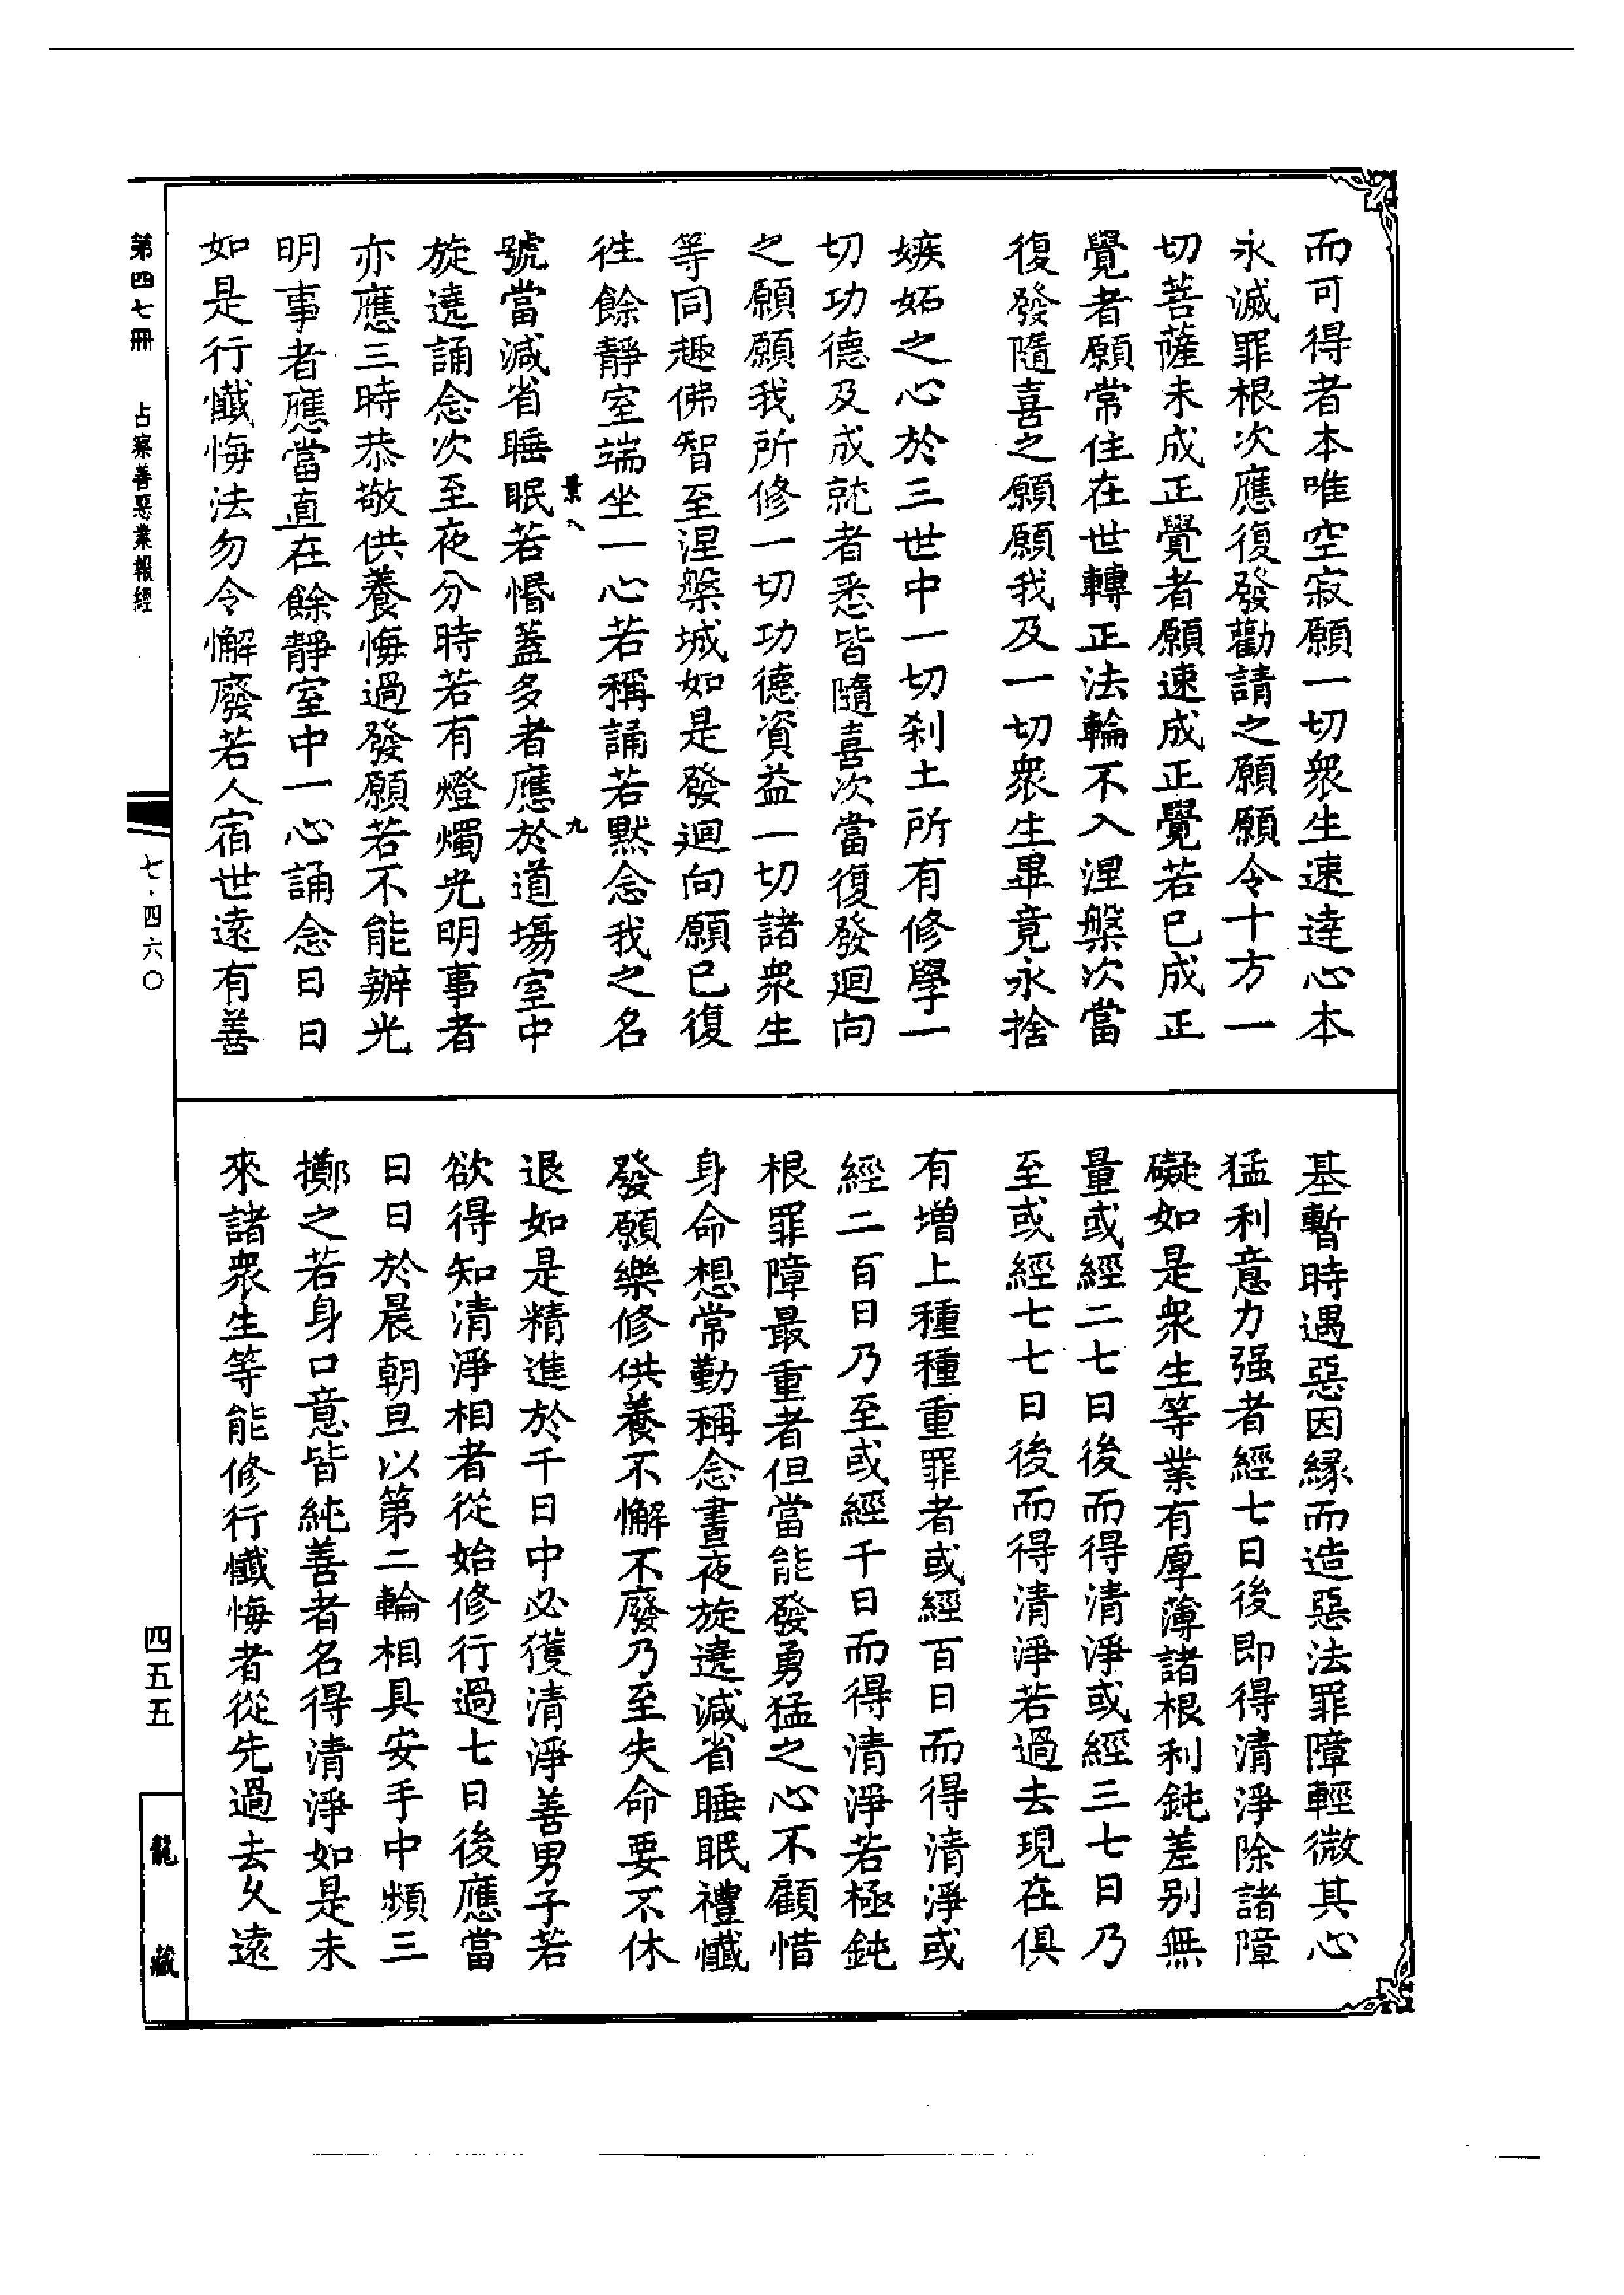 而可得者本唯空寂願一切衆生速達心本
永滅罪根次應復發勸請之願願令十方一
切菩薩未成正覺者願速成正覺若已成正
覺者願常住在世轉正法輪不入涅槃次當
復發隨喜之願願我及一切衆生畢竟永捨
嫉妬之心於三世中一切刹土所有修學一
切功德及成就者悉皆隨喜次當復發迴向
之願願我所修一切功德資益一切諸衆生
等同趣佛智至涅槃城如是發迴向願已復
徃餘靜室端坐一心若稱誦若默念我之名
業八
九
號當減省睡眠若惛蓋多者應於道塲室中
旋遶誦念次至夜分時若有燈燭光明事者
亦應三時恭敬供養悔過發願若不能辦光
明事者應當直在餘靜室中一心誦念日日
如是行懺悔法勿令懈廢若人宿世遠有善
基暫時遇惡因緣而造惡法罪障輕微其心
猛利意力强者經七日後即得清淨除諸障
礙如是衆生等業有厚薄諸根利鈍差别無
量或經二七日後而得清淨或經三七日乃
至或經七七日後而得清淨若過去現在俱
有增上種種重罪者或經百日而得清淨或
經二百日乃至或經千日而得清淨若極鈍
根罪障最重者但當能發勇猛之心不顧惜
身命想常勤稱念晝夜旋遶減省睡眠禮懺
發願樂修供養不懈不廢乃至失命要不休
退如是精進於千日中必獲清淨善男子若
欲得知清淨相者從始修行過七日後應當
日日於晨朝旦以第二輪相具安手中頻三
擲之若身口意皆純善者名得清淨如是未
來諸衆生等能修行懺悔者從先過去久遠
第四七冊 占察善惡業報經
七·四六〇
四五五
龍藏